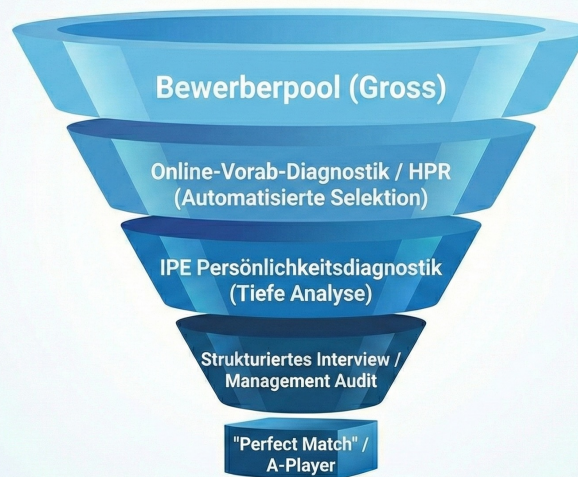 Bewerberpool (Gross)
Online-Vorab-Diagnostik / HPR
(Automatisierte Selektion)
IPE Persönlichkeitsdiagnostik
(Tiefe Analyse)
Strukturiertes Interview /
Management Audit
"Perfect Match" /
A-Player